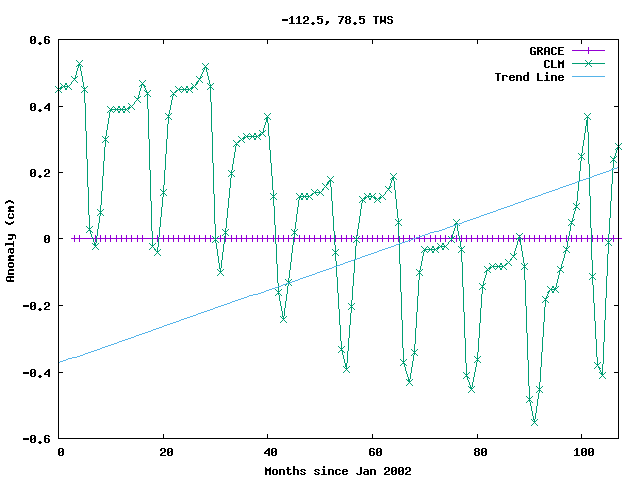 -112.5, 78.5 TWS
GRACE
CLM
Trend Line
0.6
0.4
0.2
0
-0.2
-0.4
-0.6
Anomaly (cm)
0 20 40 60 80 100
Months since Jan 2002